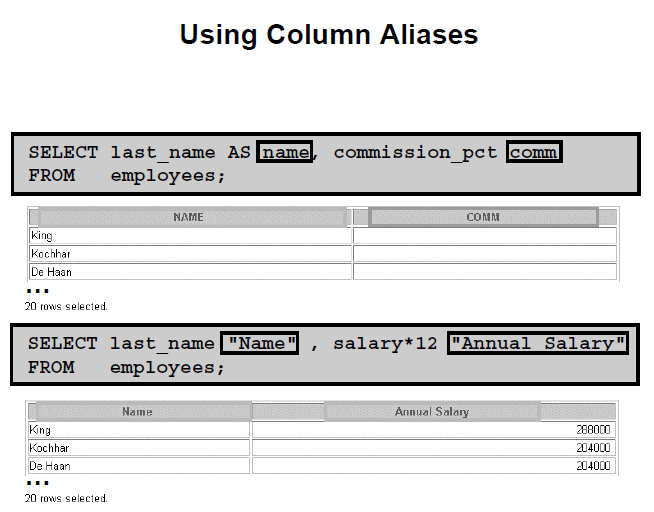 Using Column Aliases
SELECT last_name AS name, commission_pct comm
FROM employees;
NAME COMM
King
Kochhar
De Haan
...
20 rows selected.
SELECT last_name "Name" , salary*12 "Annual Salary"
FROM employees;
Name Annual Salary
King 288000
Kochhar 204000
De Haan 204000
...
20 rows selected.